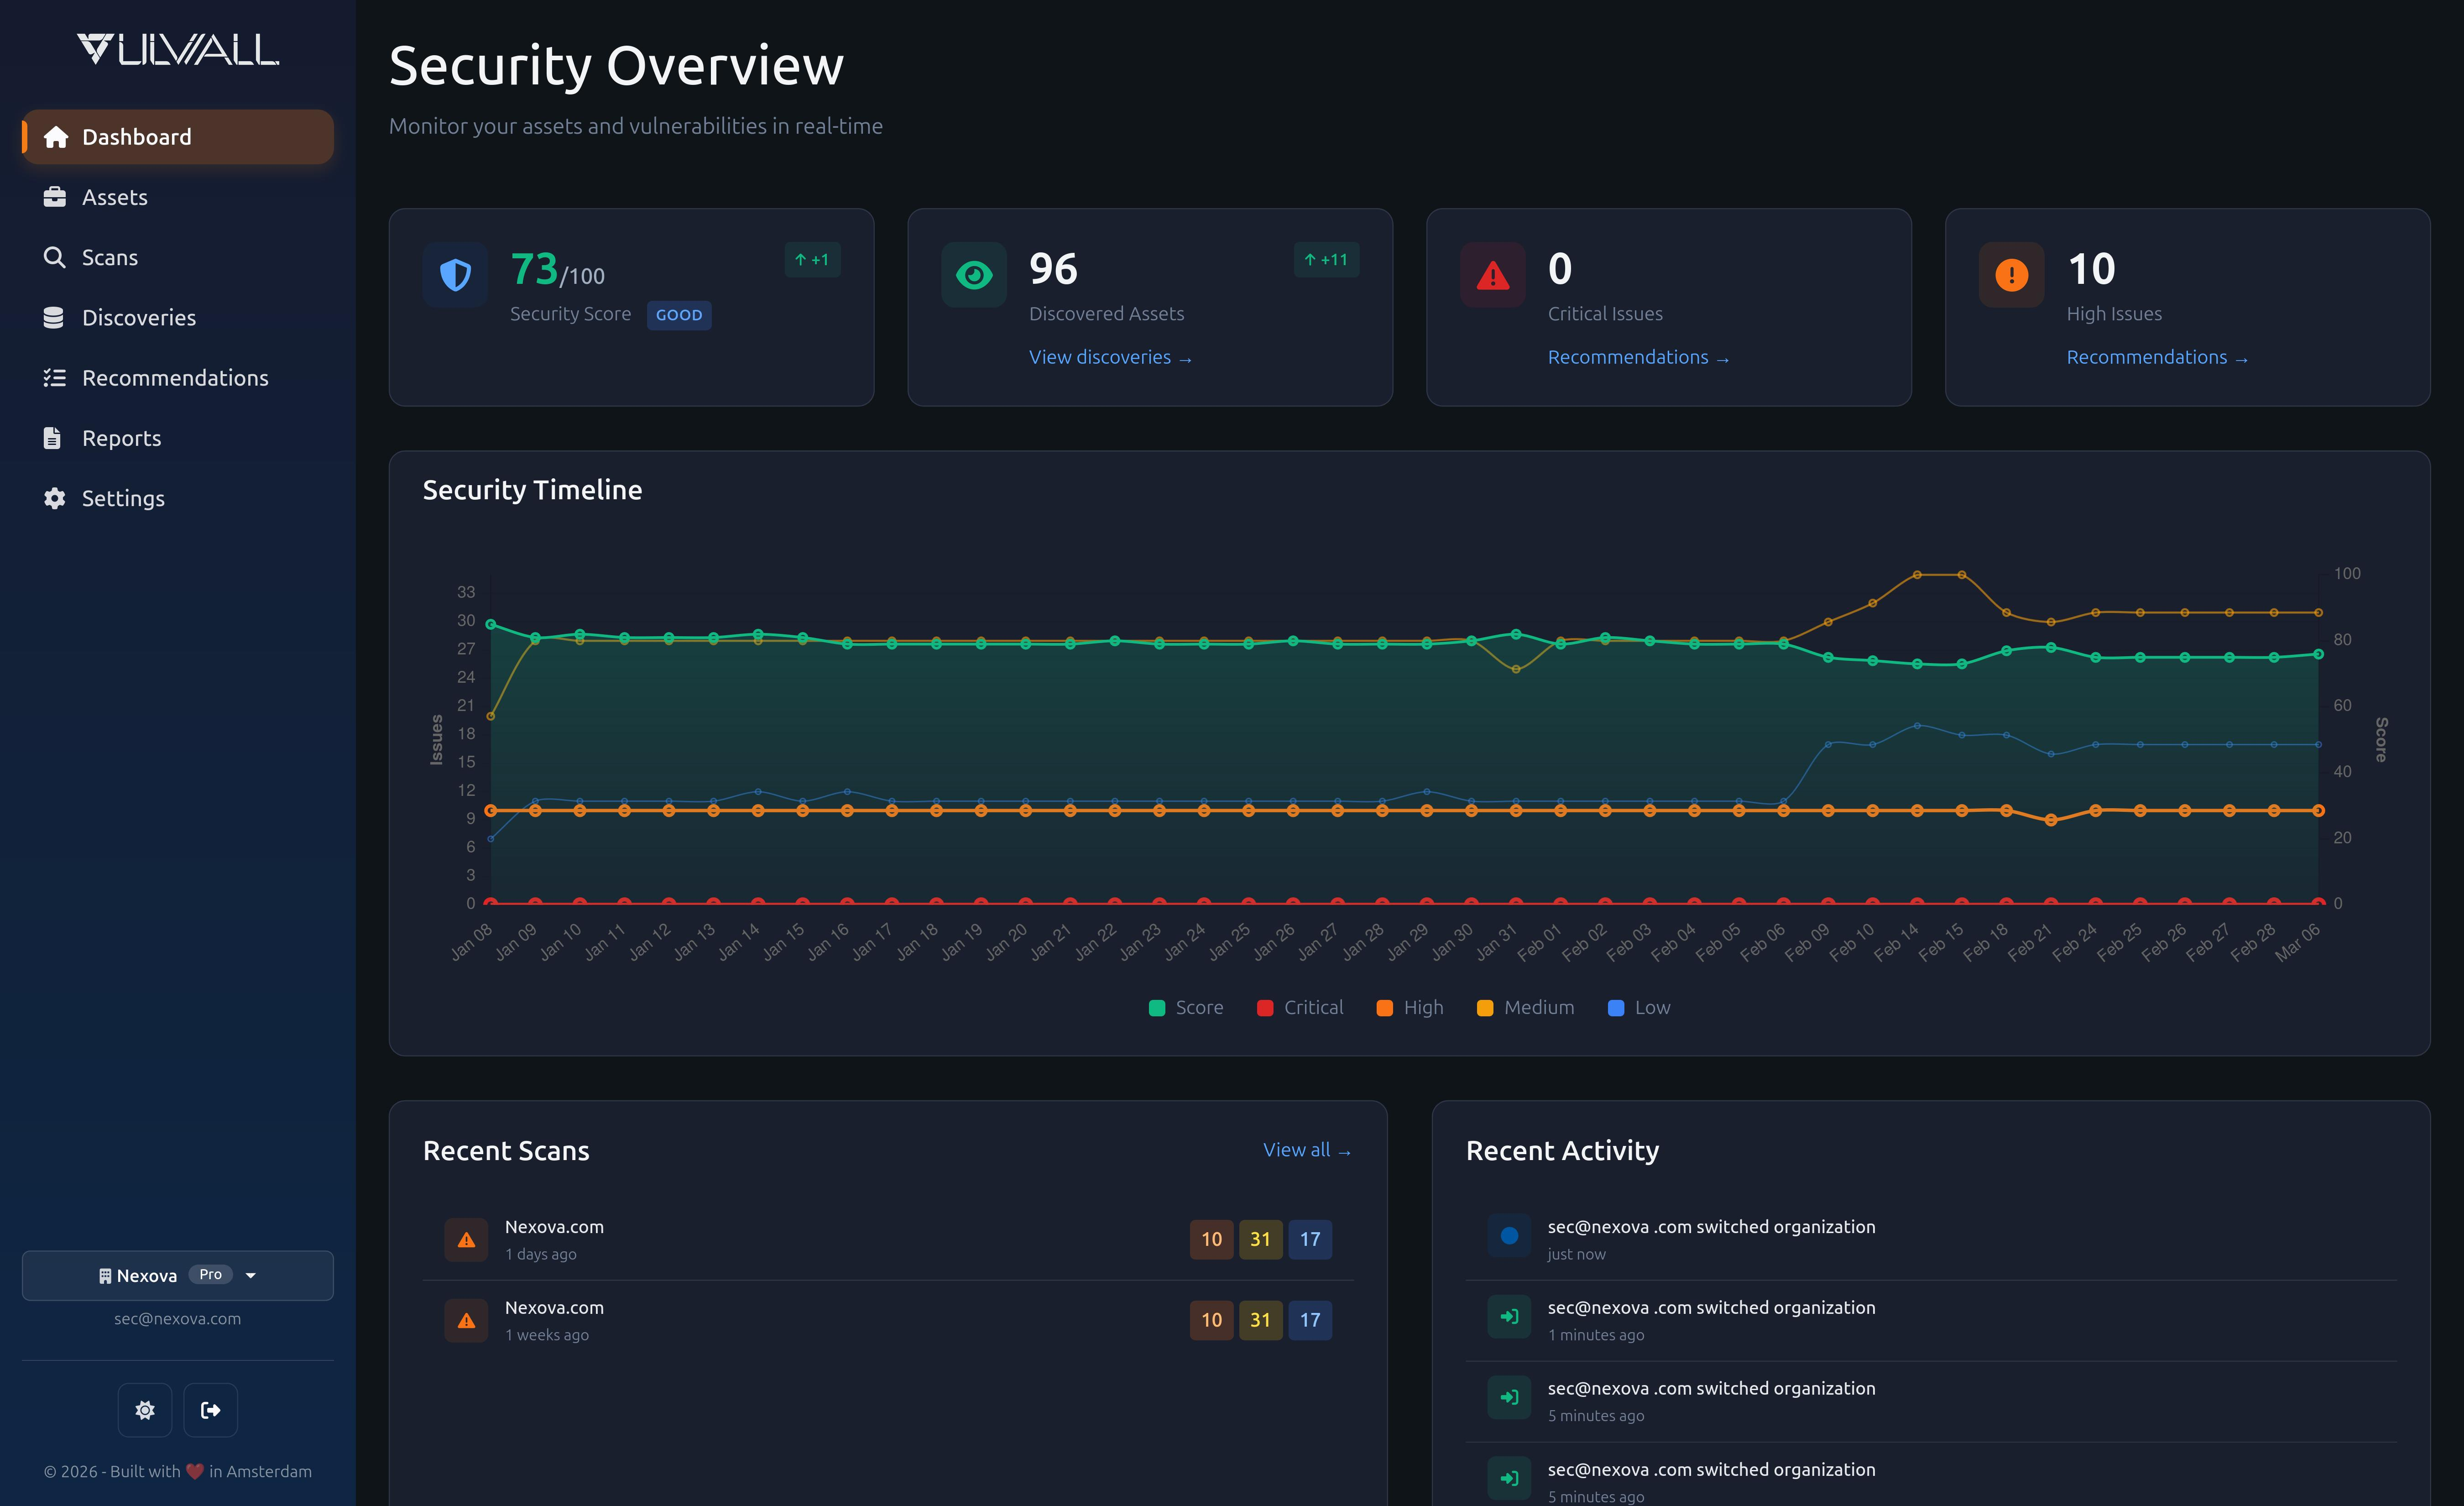 VULWALL
Dashboard
Assets
Scans
Discoveries
Recommendations
Reports
Settings
Nexova Pro
sec@nexova.com
© 2026 - Built with ❤️ in Amsterdam
Security Overview
Monitor your assets and vulnerabilities in real-time
73/100
↑ +1
Security Score GOOD
96
↑ +11
Discovered Assets
View discoveries →
0
Critical Issues
Recommendations →
10
High Issues
Recommendations →
Security Timeline
Issues
33
30
27
24
21
18
15
12
9
6
3
0
100
80
60
40
20
0
Score
Jan 08
Jan 09
Jan 10
Jan 11
Jan 12
Jan 13
Jan 14
Jan 15
Jan 16
Jan 17
Jan 18
Jan 19
Jan 20
Jan 21
Jan 22
Jan 23
Jan 24
Jan 25
Jan 26
Jan 27
Jan 28
Jan 29
Jan 30
Jan 31
Feb 01
Feb 02
Feb 03
Feb 04
Feb 05
Feb 06
Feb 09
Feb 10
Feb 14
Feb 15
Feb 18
Feb 21
Feb 24
Feb 25
Feb 26
Feb 27
Feb 28
Mar 06
Score Critical High Medium Low
Recent Scans
View all →
Nexova.com
1 days ago
10 31 17
Nexova.com
1 weeks ago
10 31 17
Recent Activity
sec@nexova .com switched organization
just now
sec@nexova .com switched organization
1 minutes ago
sec@nexova .com switched organization
5 minutes ago
sec@nexova .com switched organization
5 minutes ago